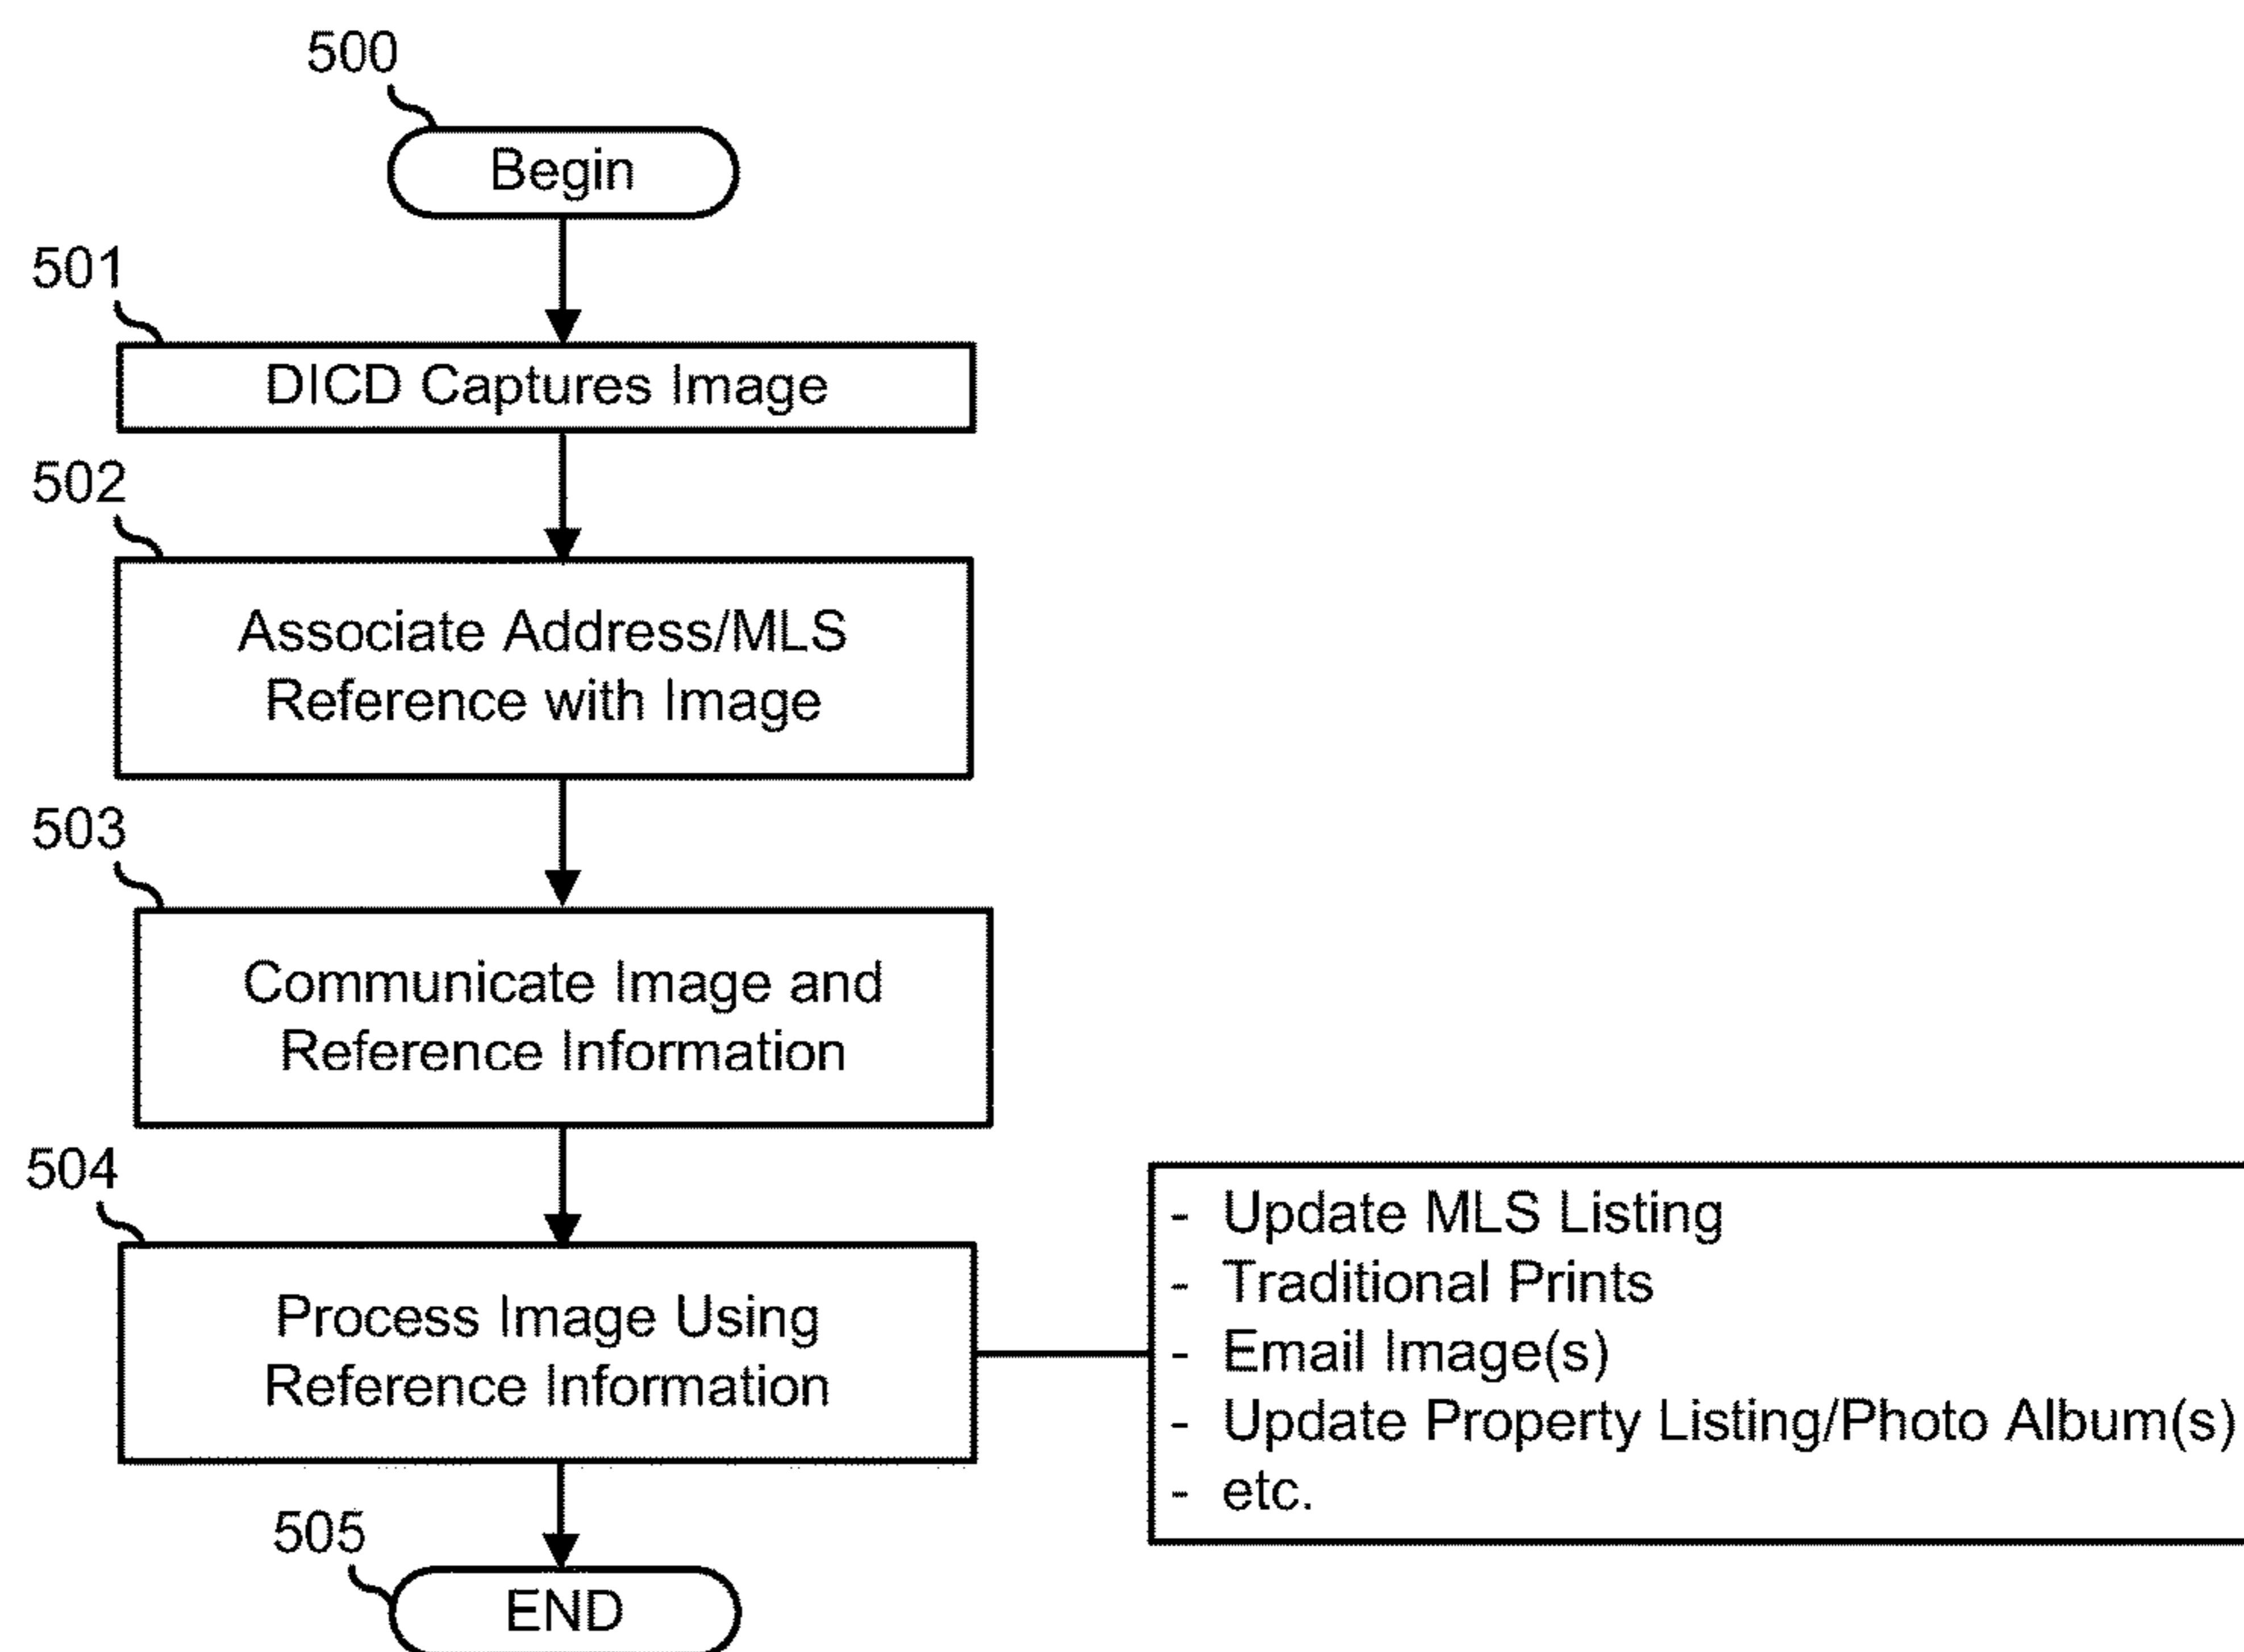 500
Begin
501
DICD Captures Image
502
Associate Address/MLS
Reference with Image
503
Communicate Image and
Reference Information
504
Process Image Using
Reference Information
- Update MLS Listing
- Traditional Prints
- Email Image(s)
- Update Property Listing/Photo Album(s)
- etc.
505
END